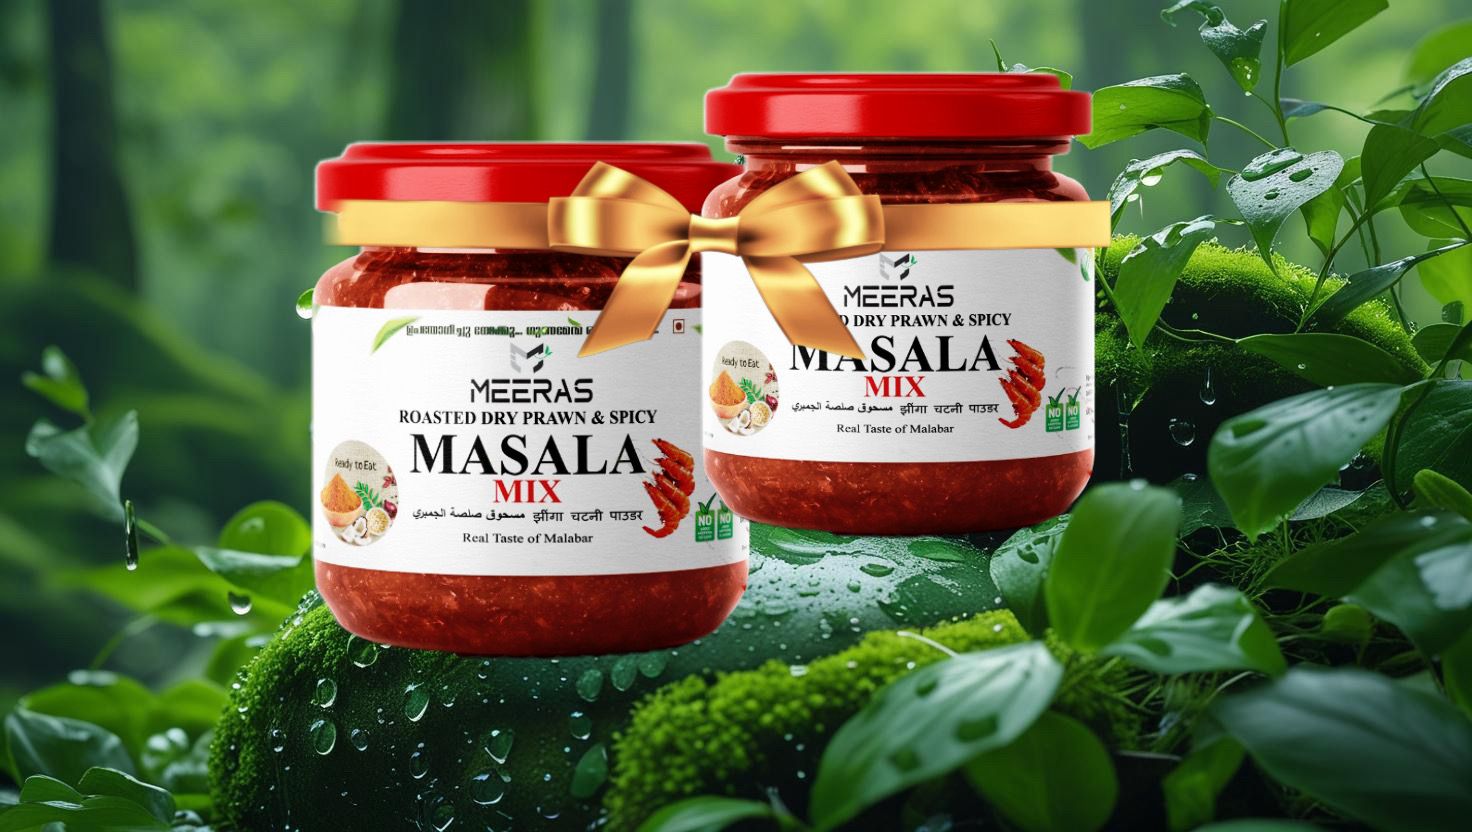 MEERAS
ROASTED DRY PRAWN & SPICY
MASALA
MIX
Ready to Eat
مسحوق صلصة الجمبري झींगा चटनी पाउडर
Real Taste of Malabar
NO
NO
MEERAS
DRY PRAWN & SPICY
MASALA
MIX
Ready to Eat
مسحوق صلصة الجمبري झींगा चटनी पाउडर
Real Taste of Malabar
NO
NO